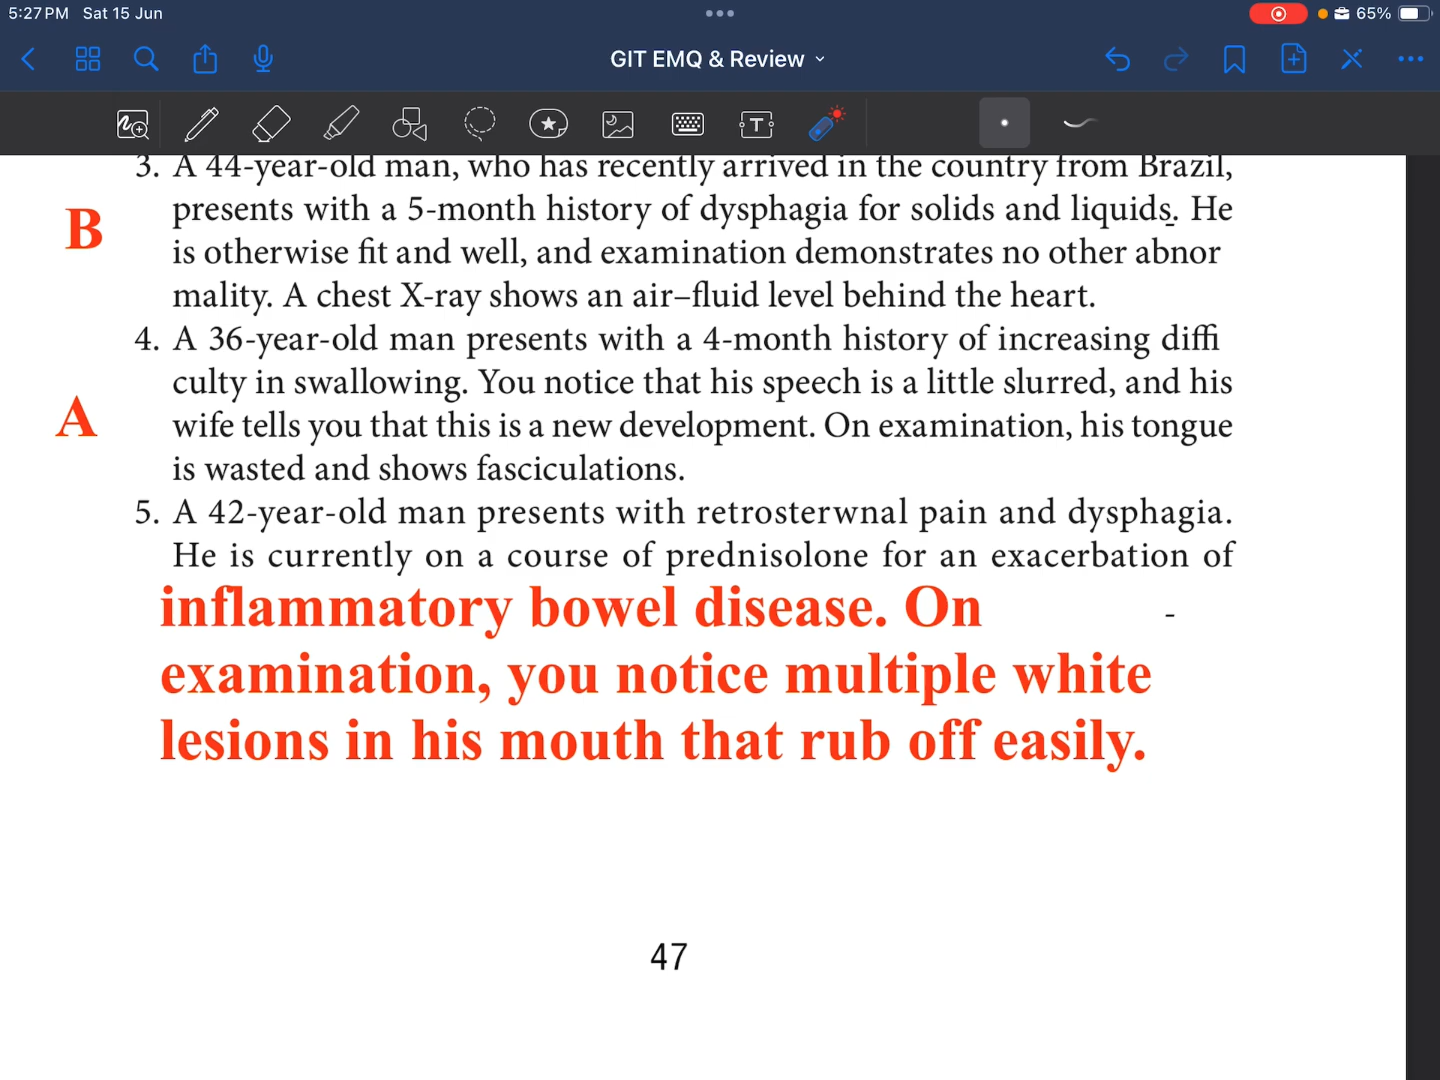 5:27 PM Sat 15 Jun
65%
GIT EMQ & Review
T
3. A 44-year-old man, who has recently arrived in the country from Brazil,
B
presents with a 5-month history of dysphagia for solids and liquids. He
is otherwise fit and well, and examination demonstrates no other abnor
mality. A chest X-ray shows an air–fluid level behind the heart.
4. A 36-year-old man presents with a 4-month history of increasing diffi
culty in swallowing. You notice that his speech is a little slurred, and his
A
wife tells you that this is a new development. On examination, his tongue
is wasted and shows fasciculations.
5. A 42-year-old man presents with retrosterwnal pain and dysphagia.
He is currently on a course of prednisolone for an exacerbation of
inflammatory bowel disease. On
-
examination, you notice multiple white
lesions in his mouth that rub off easily.
47